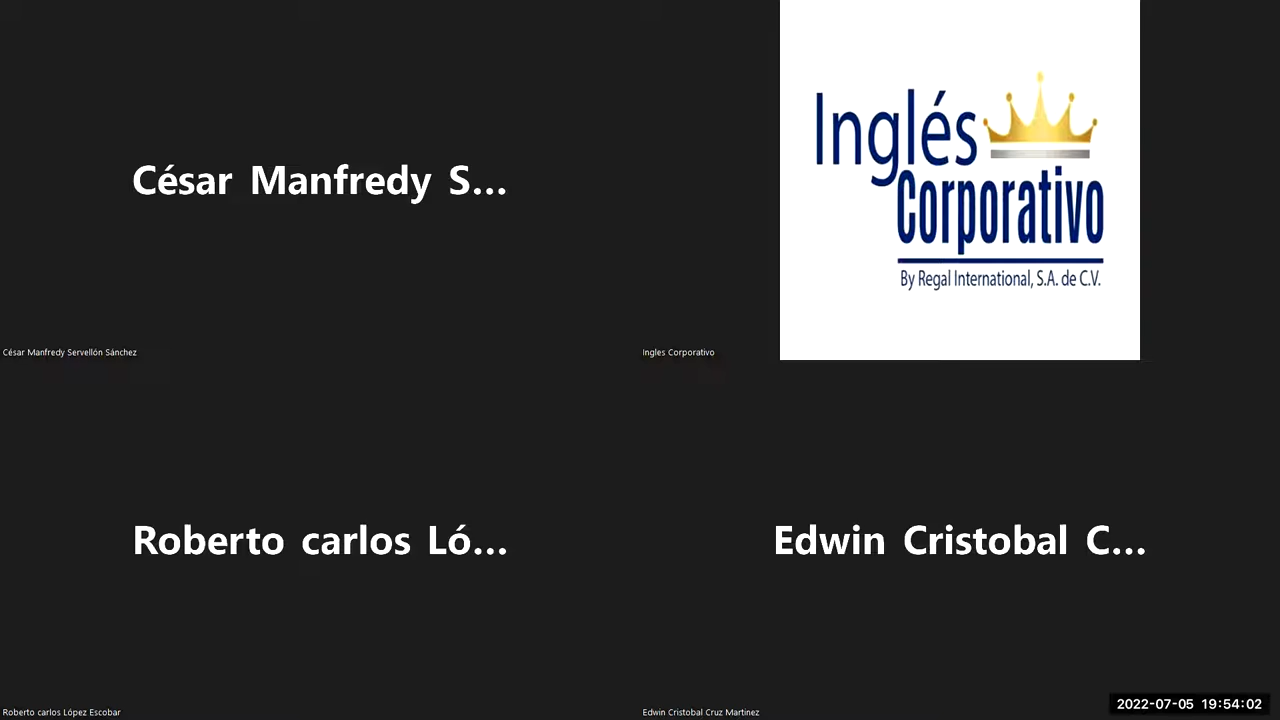 César Manfredy S...
César Manfredy Servellón Sánchez
Inglés
Corporativo
By Regal International, S.A. de C.V.
Ingles Corporativo
Roberto carlos Ló...
Roberto carlos López Escobar
Edwin Cristobal C...
Edwin Cristobal Cruz Martinez
2022-07-05 19:54:02